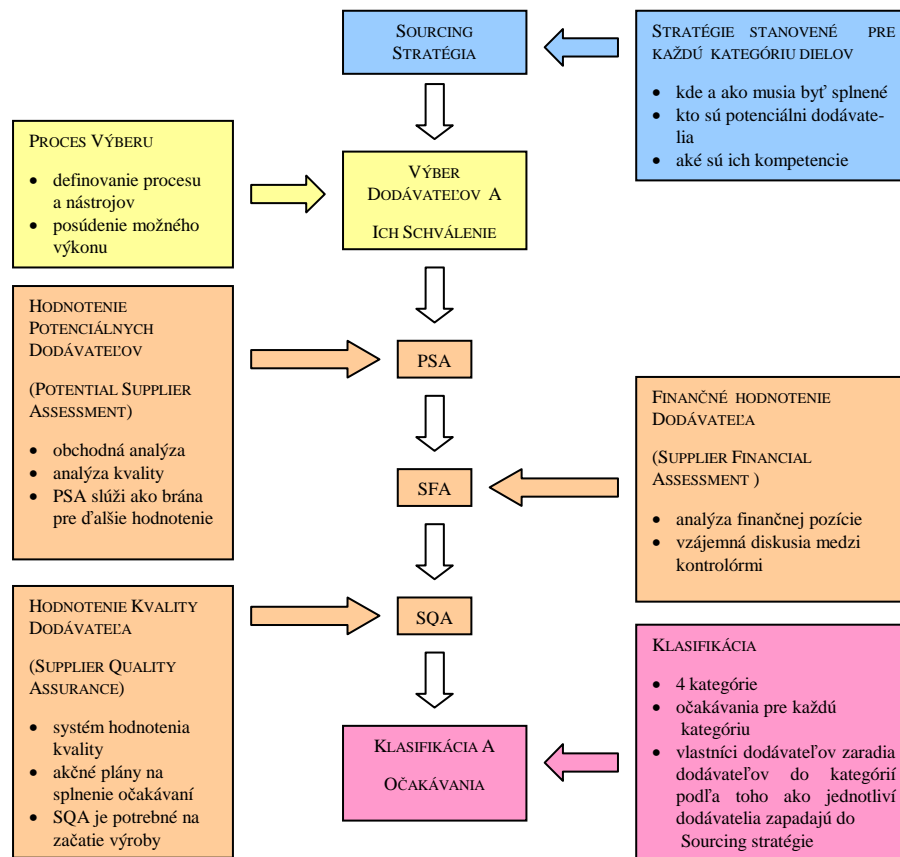 SOURCING
STRATÉGIA
STRATÉGIE STANOVENÉ PRE
KAŽDÚ KATEGÓRIU DIELOV
• kde a ako musia byť splnené
• kto sú potenciálni dodávate-
lia
• aké sú ich kompetencie
PROCES VÝBERU
• definovanie procesu
a nástrojov
• posúdenie možného
výkonu
VÝBER
DODÁVATEĽOV A
ICH SCHVÁLENIE
HODNOTENIE
POTENCIÁLNYCH
DODÁVATEĽOV
(POTENTIAL SUPPLIER
ASSESSMENT)
• obchodná analýza
• analýza kvality
• PSA slúži ako brána
pre ďalšie hodnotenie
PSA
FINANČNÉ HODNOTENIE
DODÁVATEĽA
(SUPPLIER FINANCIAL
ASSESSMENT )
• analýza finančnej pozície
• vzájemná diskusia medzi
kontrolórmi
SFA
HODNOTENIE KVALITY
DODÁVATEĽA
(SUPPLIER QUALITY
ASSURANCE)
• systém hodnotenia
kvality
• akčné plány na
splnenie očakávaní
• SQA je potrebné na
začatie výroby
SQA
KLASIFIKÁCIA
• 4 kategórie
• očakávania pre každú
kategóriu
• vlastníci dodávateľov zaradia
dodávateľov do kategórií
podľa toho ako jednotliví
dodávatelia zapadajú do
Sourcing stratégie
KLASIFIKÁCIA A
OČAKÁVANIA